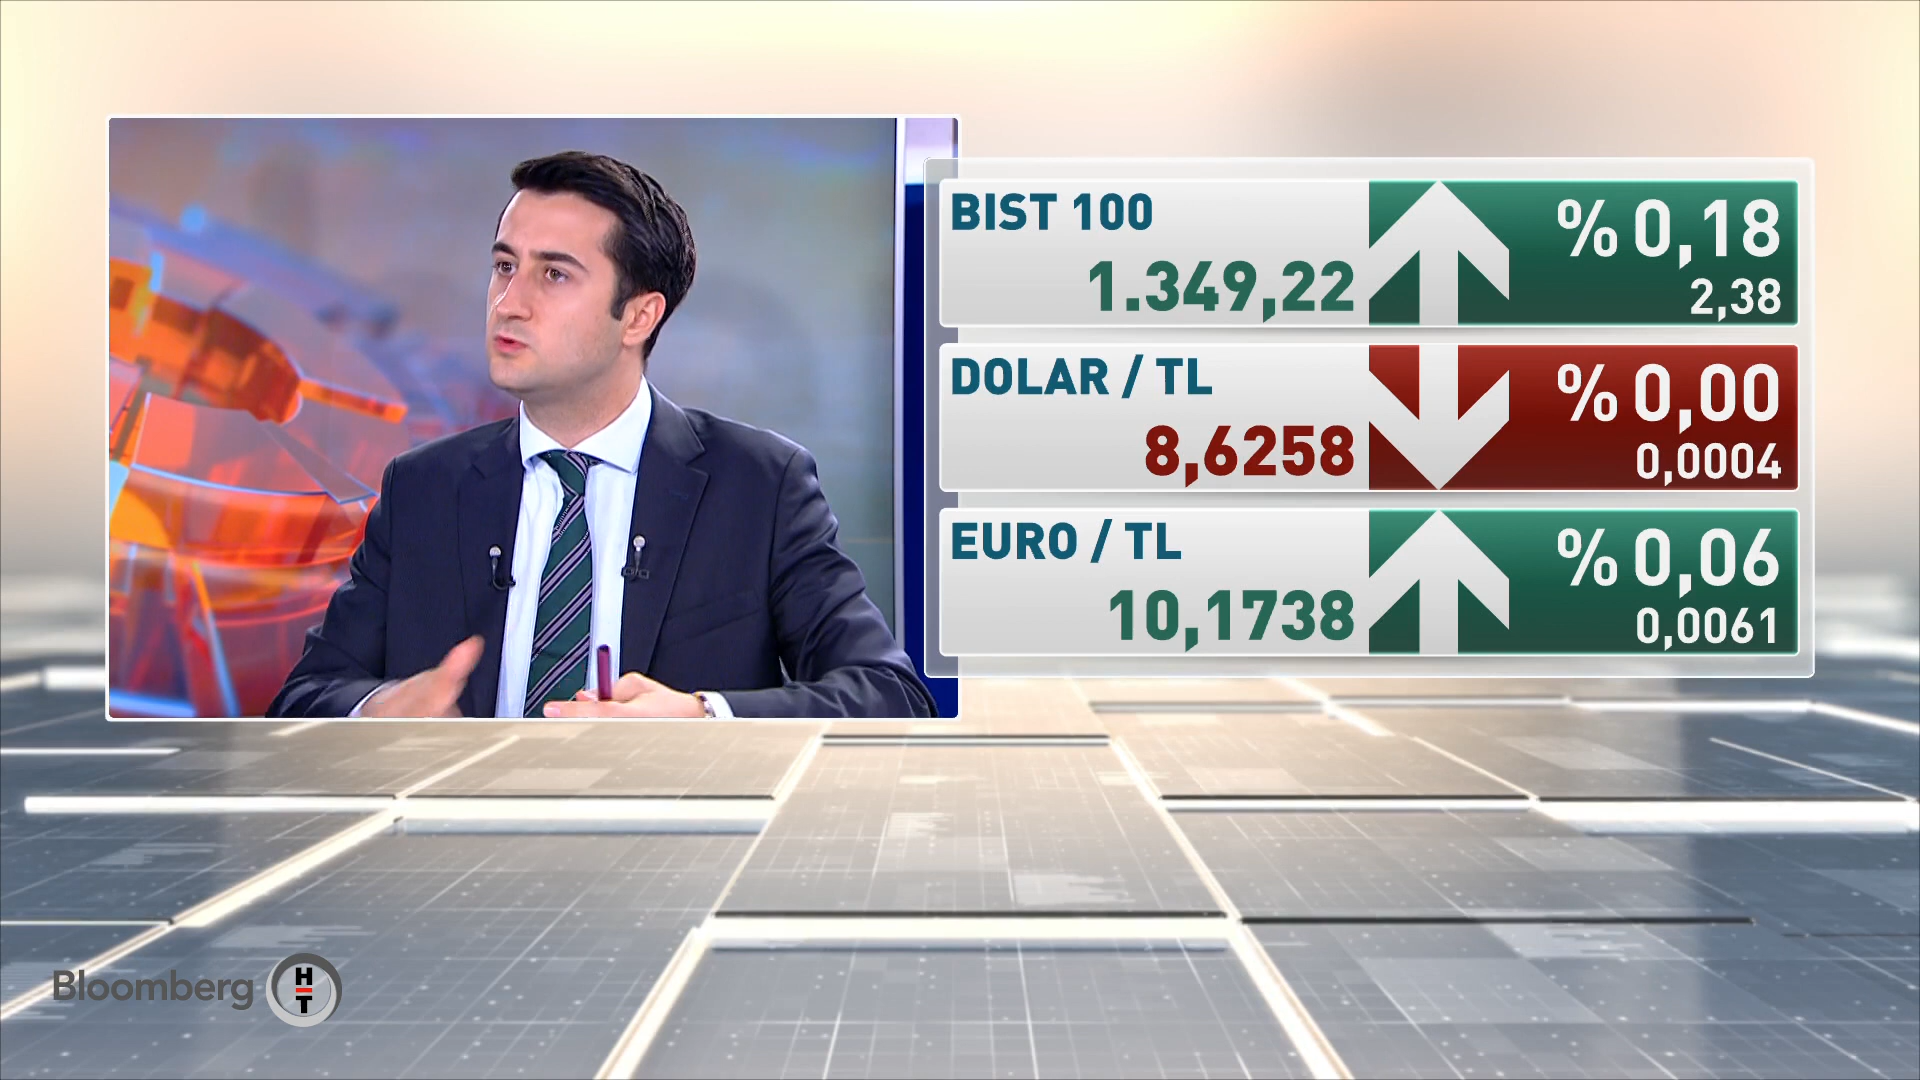 BIST 100
1.349,22
% 0,18
2,38
DOLAR / TL
8,6258
% 0,00
0,0004
EURO / TL
10,1738
% 0,06
0,0061
Bloomberg HT